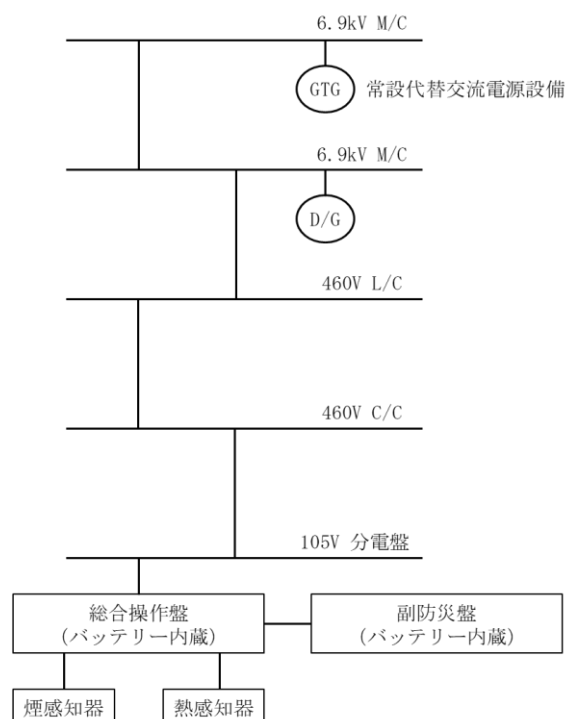 6.9kV M/C
GTG 常設代替交流電源設備
6.9kV M/C
D/G
460V L/C
460V C/C
105V 分電盤
総合操作盤
(バッテリー内蔵)
副防災盤
(バッテリー内蔵)
煙感知器
熱感知器